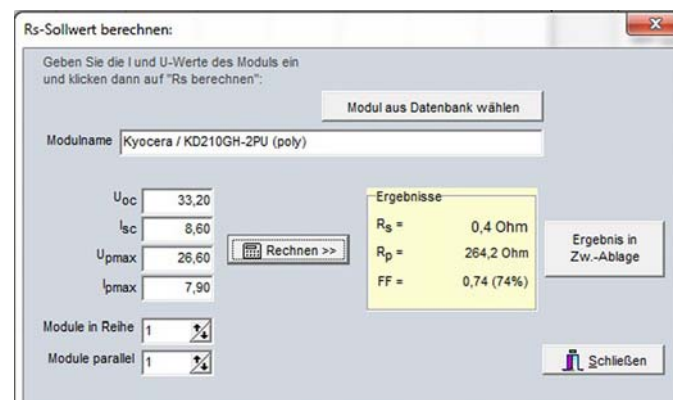 Rs-Sollwert berechnen:
Geben Sie die I und U-Werte des Moduls ein
und klicken dann auf "Rs berechnen":
Modul aus Datenbank wählen
Modulname Kyocera / KD210GH-2PU (poly)
Uoc 33,20
Isc 8,60
Upmax 26,60
Ipmax 7,90
Rechnen >>
Ergebnisse
Rs = 0,4 Ohm
Rp = 264,2 Ohm
FF = 0,74 (74%)
Ergebnis in
Zw.-Ablage
Module in Reihe 1
Module parallel 1
Schließen